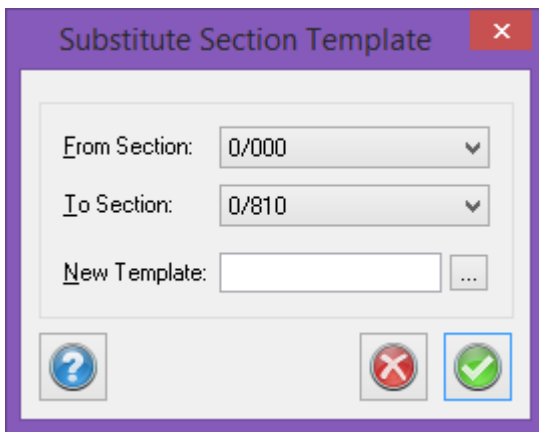 Substitute Section Template
From Section: 0/000
To Section: 0/810
New Template: ...